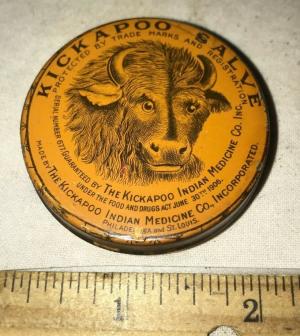 KICKAPOO SALVE
PROTECTED BY TRADE MARKS AND REGISTRATION.
(SERIAL NUMBER 671) GUARANTEED BY THE KICKAPOO INDIAN MEDICINE CO. INC.
UNDER THE FOOD AND DRUGS ACT JUNE 30TH 1906.
MADE BY THE KICKAPOO INDIAN MEDICINE CO., INCORPORATED.
PHILADELPHIA and ST. LOUIS.
1 2 3